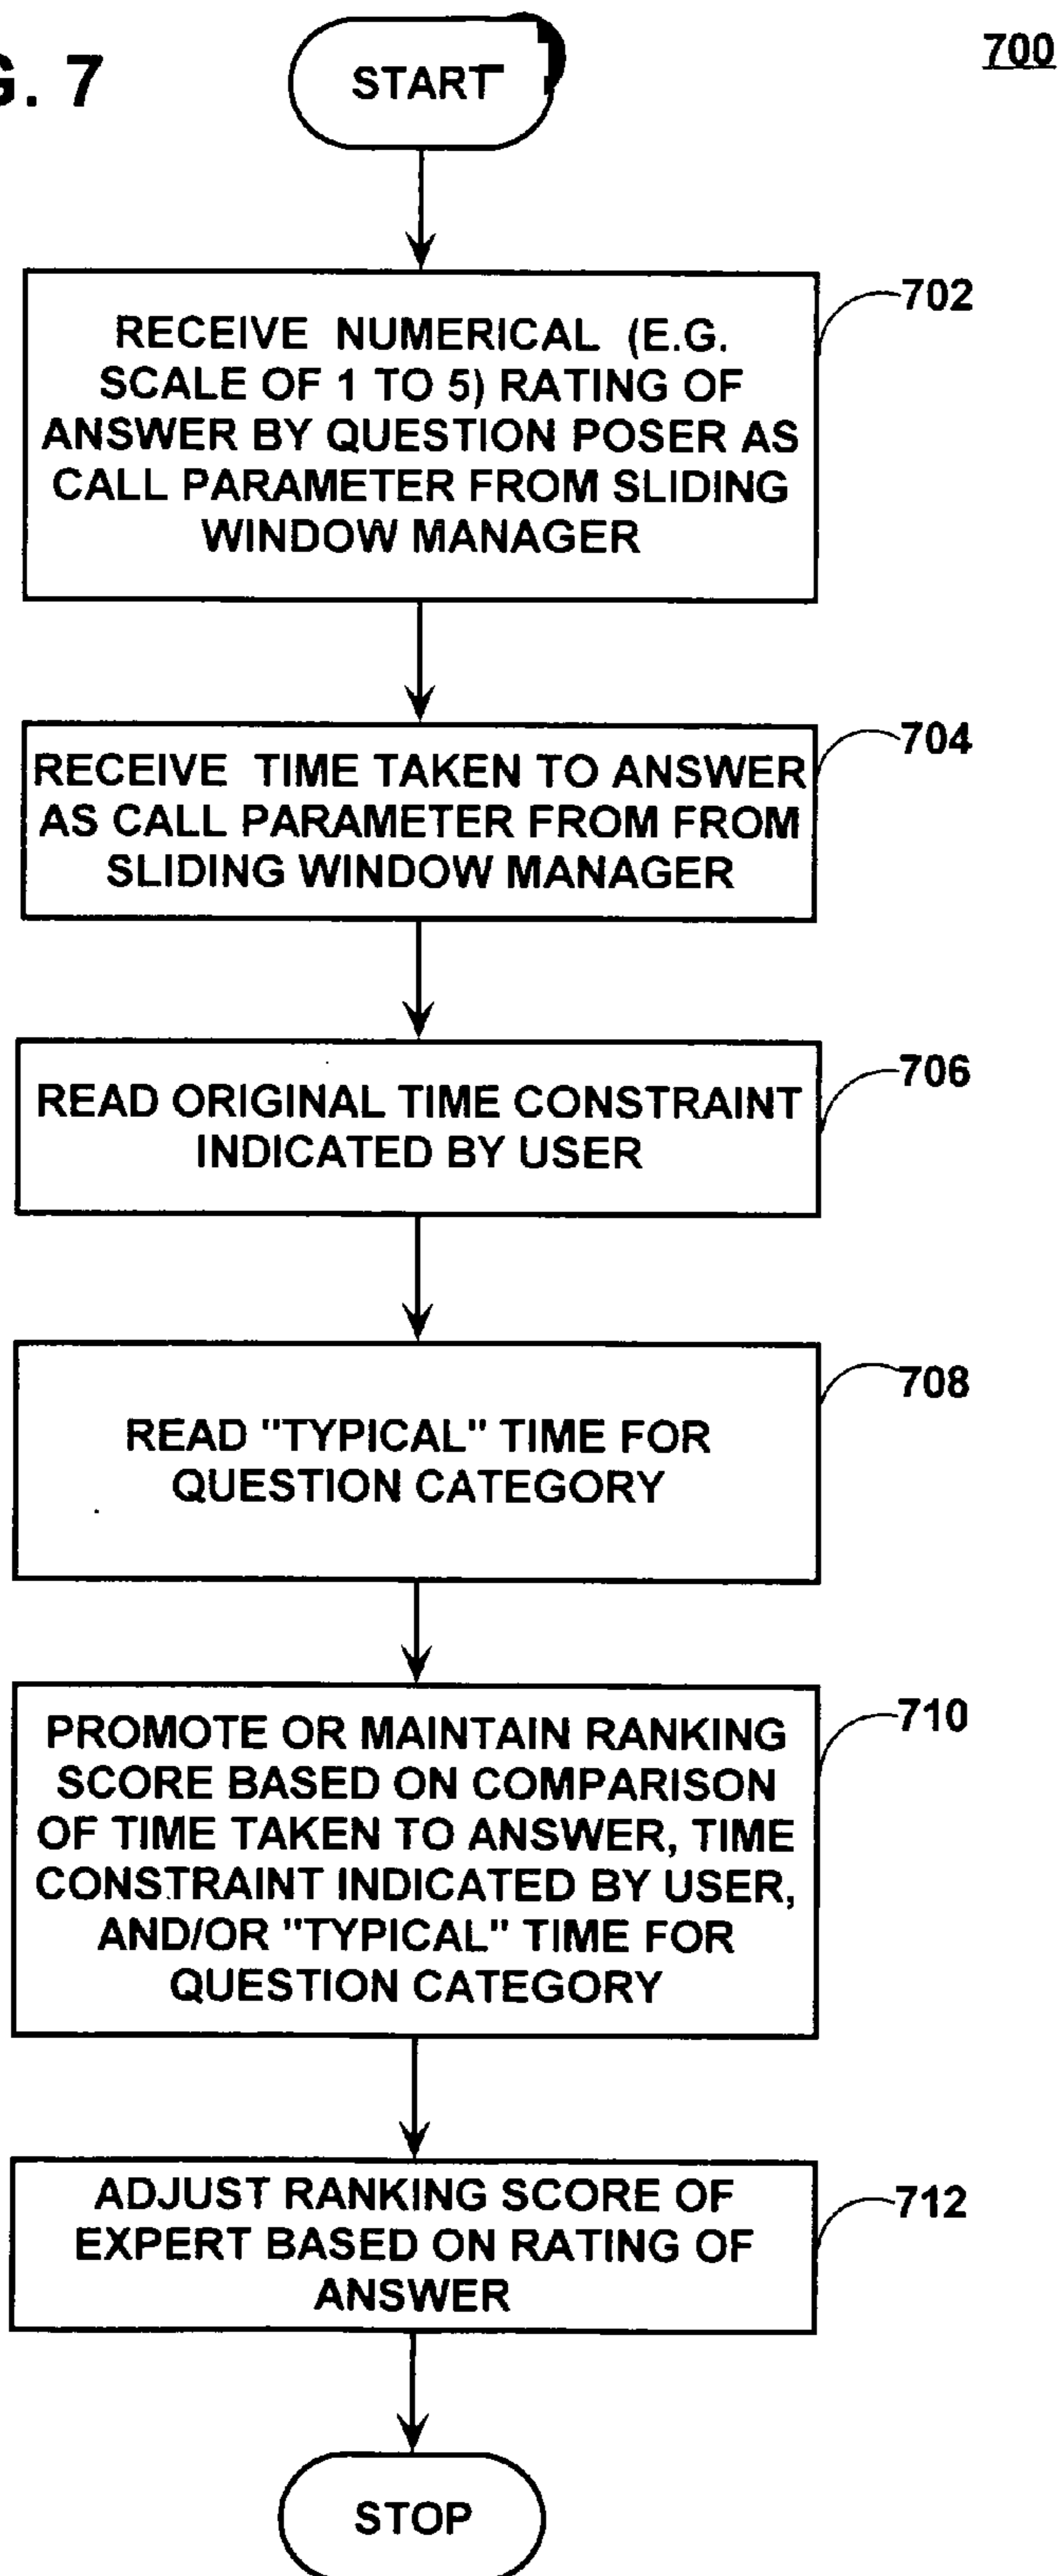 G. 7
700
START
702
RECEIVE NUMERICAL (E.G.
SCALE OF 1 TO 5) RATING OF
ANSWER BY QUESTION POSER AS
CALL PARAMETER FROM SLIDING
WINDOW MANAGER
704
RECEIVE TIME TAKEN TO ANSWER
AS CALL PARAMETER FROM FROM
SLIDING WINDOW MANAGER
706
READ ORIGINAL TIME CONSTRAINT
INDICATED BY USER
708
READ "TYPICAL" TIME FOR
QUESTION CATEGORY
710
PROMOTE OR MAINTAIN RANKING
SCORE BASED ON COMPARISON
OF TIME TAKEN TO ANSWER, TIME
CONSTRAINT INDICATED BY USER,
AND/OR "TYPICAL" TIME FOR
QUESTION CATEGORY
712
ADJUST RANKING SCORE OF
EXPERT BASED ON RATING OF
ANSWER
STOP